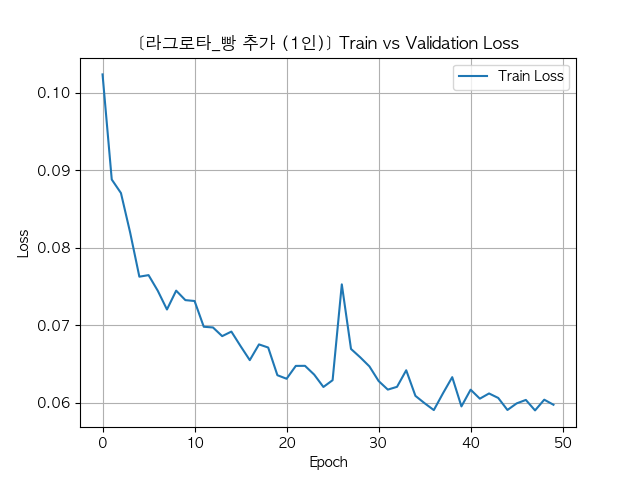 [라그로타_빵 추가 (1인)] Train vs Validation Loss
Train Loss
0.10
0.09
0.08
0.07
0.06
Loss
0 10 20 30 40 50
Epoch